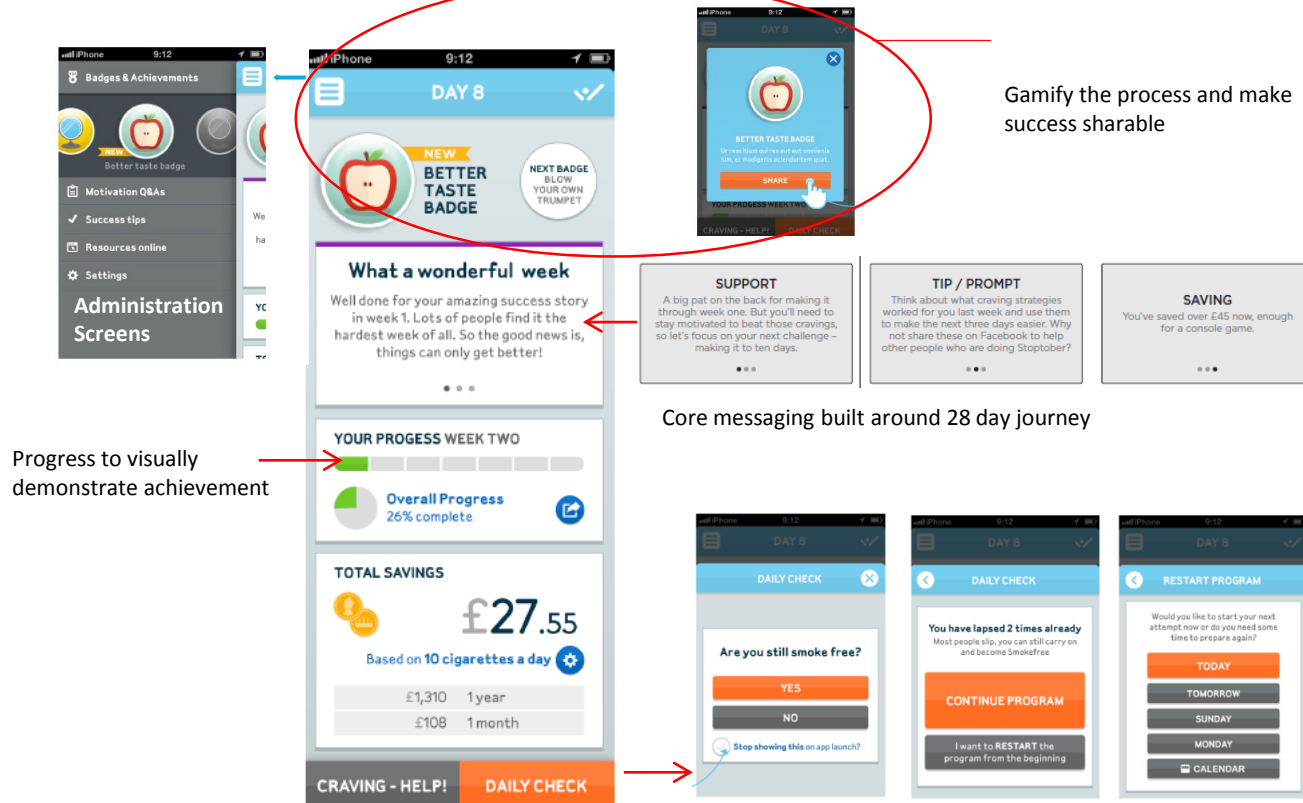 iPhone 9:12
Badges & Achievements
NEW
Better taste badge
Motivation Q&As
Success tips
Resources online
Settings
Administration
Screens
We
ha
YO
TO
iPhone 9:12
DAY 8
NEW
BETTER
TASTE
BADGE
NEXT BADGE
BLOW
YOUR OWN
TRUMPET
What a wonderful week
Well done for your amazing success story
in week 1. Lots of people find it the
hardest week of all. So the good news is,
things can only get better!
YOUR PROGESS WEEK TWO
Overall Progress
26% complete
TOTAL SAVINGS
£27.55
Based on 10 cigarettes a day
£1,310 1 year
£108 1 month
CRAVING - HELP! DAILY CHECK
iPhone 9:12
DAY 8
BETTER TASTE BADGE
SHARE
YOUR PROGESS WEEK TWO
CRAVING - HELP! DAILY CHECK
Gamify the process and make
success sharable
SUPPORT
A big pat on the back for making it
through week one. But you'll need to
stay motivated to beat those cravings,
so let's focus on your next challenge –
making it to ten days.
TIP / PROMPT
Think about what craving strategies
worked for you last week and use them
to make the next three days easier. Why
not share these on Facebook to help
other people who are doing Stoptober?
SAVING
You've saved over £45 now, enough
for a console game.
Core messaging built around 28 day journey
Progress to visually
demonstrate achievement
iPhone 9:12
DAY 8
DAILY CHECK
Are you still smoke free?
YES
NO
Stop showing this on app launch?
iPhone 9:12
DAY 8
DAILY CHECK
You have lapsed 2 times already
Most people slip, you can still carry on
and become Smokefree
CONTINUE PROGRAM
I want to RESTART the
program from the beginning
iPhone 9:12
DAY 8
RESTART PROGRAM
Would you like to start your next
attempt now or do you need some
time to prepare again?
TODAY
TOMORROW
SUNDAY
MONDAY
CALENDAR